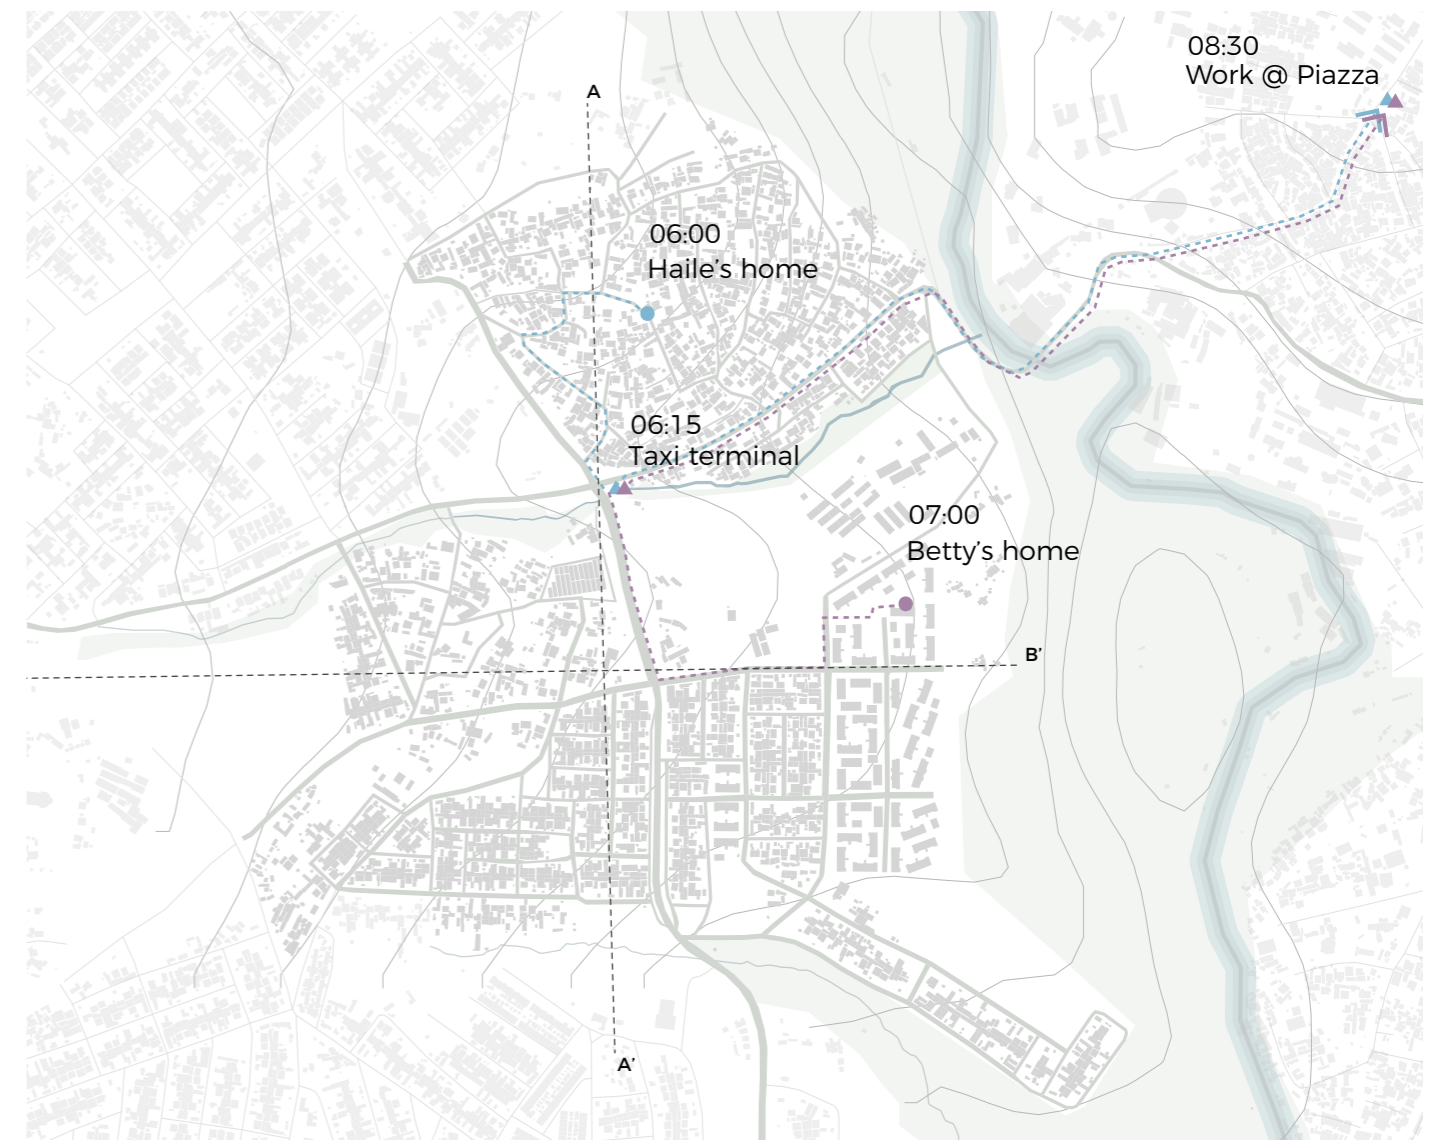 08:30
Work @ Piazza
A
06:00
Haile’s home
06:15
Taxi terminal
07:00
Betty’s home
B’
A’